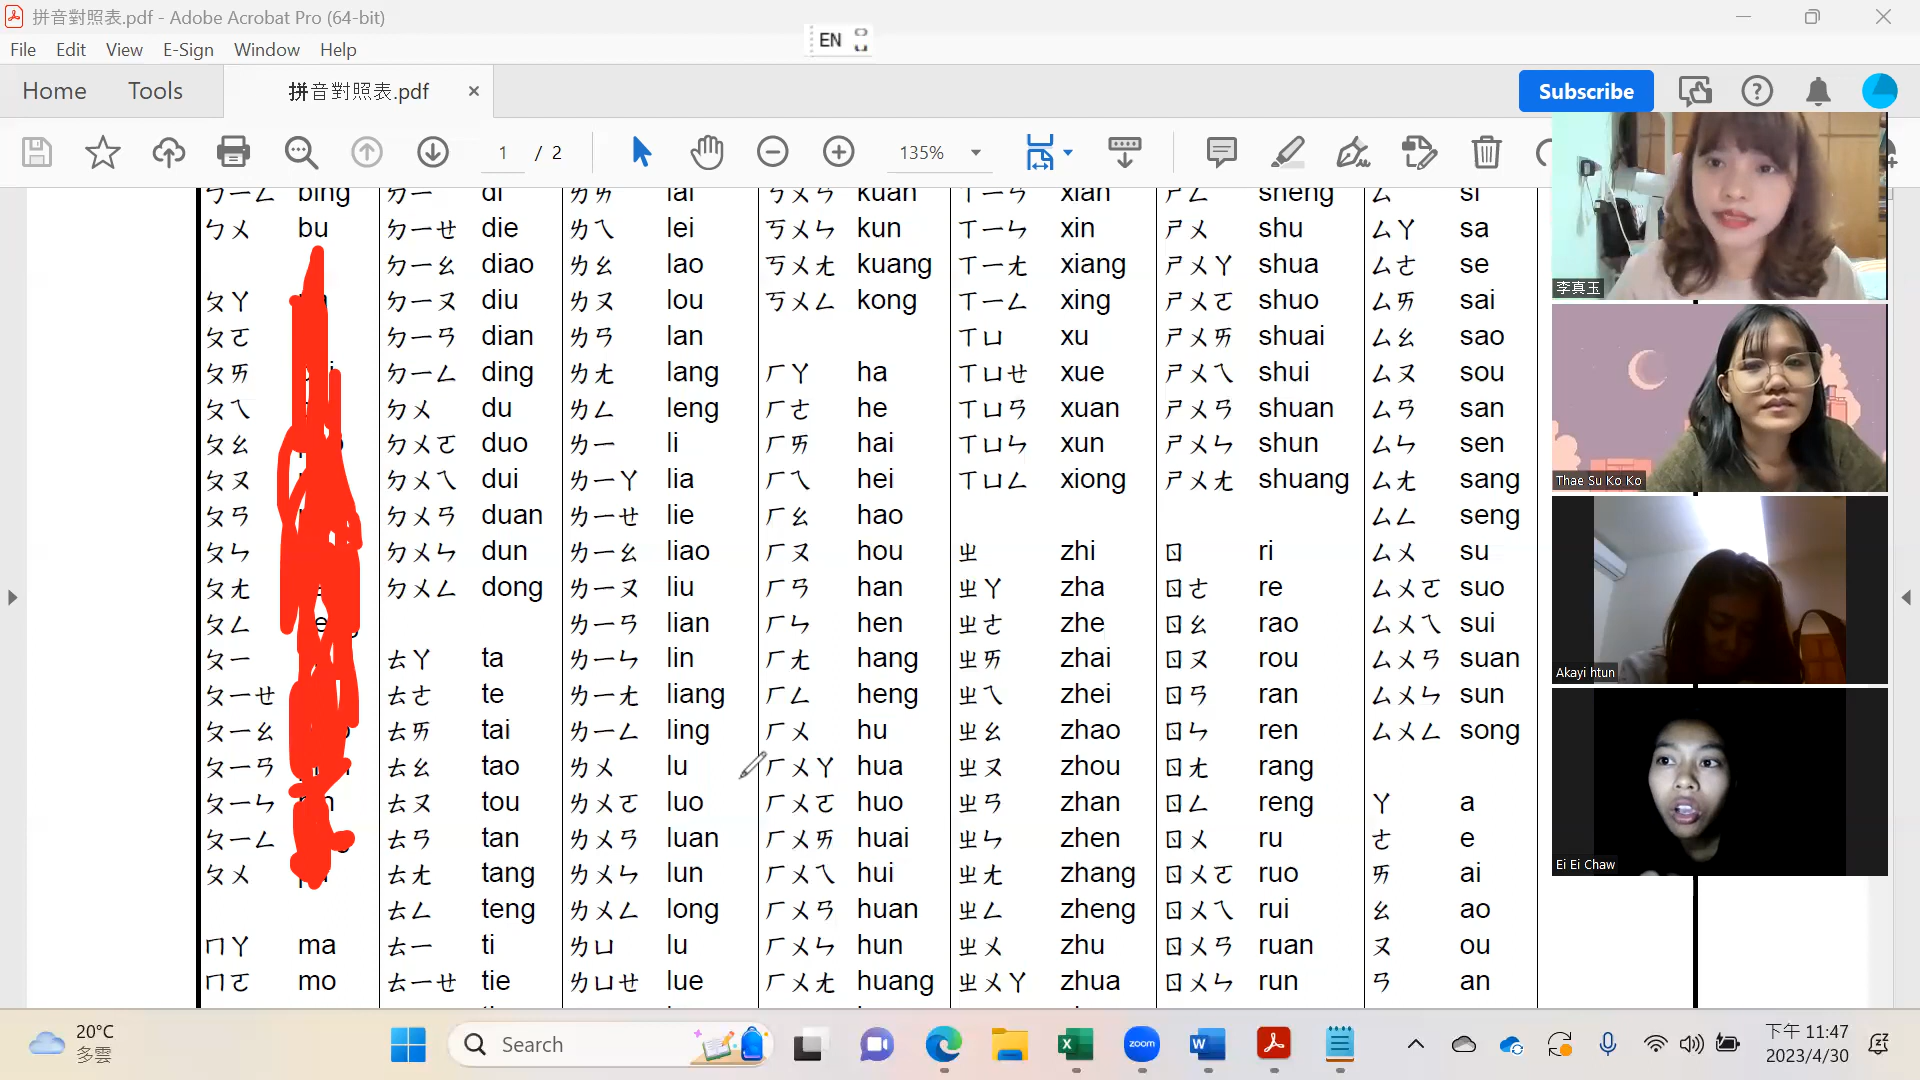 拼音對照表.pdf - Adobe Acrobat Pro (64-bit)
File Edit View E-Sign Window Help
EN
Home Tools 拼音對照表.pdf × Subscribe
1 / 2 135%
ㄅㄧㄥ bing ㄉㄧ di ㄌㄞ lai ㄎㄨㄢ kuan ㄒㄧㄢ xian ㄕㄥ sheng ㄙ si
ㄅㄨ bu ㄉㄧㄝ die ㄌㄟ lei ㄎㄨㄣ kun ㄒㄧㄣ xin ㄕㄨ shu ㄙㄚ sa
ㄉㄧㄠ diao ㄌㄠ lao ㄎㄨㄤ kuang ㄒㄧㄤ xiang ㄕㄨㄚ shua ㄙㄜ se
ㄆㄚ ㄉㄧㄡ diu ㄌㄡ lou ㄎㄨㄥ kong ㄒㄧㄥ xing ㄕㄨㄛ shuo ㄙㄞ sai
ㄆㄛ ㄉㄧㄢ dian ㄌㄢ lan ㄒㄩ xu ㄕㄨㄞ shuai ㄙㄠ sao
ㄆㄞ ㄉㄧㄥ ding ㄌㄤ lang ㄏㄚ ha ㄒㄩㄝ xue ㄕㄨㄟ shui ㄙㄡ sou
ㄆㄟ ㄉㄨ du ㄌㄥ leng ㄏㄜ he ㄒㄩㄢ xuan ㄕㄨㄢ shuan ㄙㄢ san
ㄆㄠ ㄉㄨㄛ duo ㄌㄧ li ㄏㄞ hai ㄒㄩㄣ xun ㄕㄨㄣ shun ㄙㄣ sen
ㄆㄡ ㄉㄨㄟ dui ㄌㄧㄚ lia ㄏㄟ hei ㄒㄩㄥ xiong ㄕㄨㄤ shuang ㄙㄤ sang
ㄆㄢ ㄉㄨㄢ duan ㄌㄧㄝ lie ㄏㄠ hao ㄙㄥ seng
ㄆㄣ ㄉㄨㄣ dun ㄌㄧㄠ liao ㄏㄡ hou ㄓ zhi ㄖ ri ㄙㄨ su
ㄆㄤ ㄉㄨㄥ dong ㄌㄧㄡ liu ㄏㄢ han ㄓㄚ zha ㄖㄜ re ㄙㄨㄛ suo
ㄆㄥ ㄌㄧㄢ lian ㄏㄣ hen ㄓㄜ zhe ㄖㄠ rao ㄙㄨㄟ sui
ㄆㄧ ㄊㄚ ta ㄌㄧㄣ lin ㄏㄤ hang ㄓㄞ zhai ㄖㄡ rou ㄙㄨㄢ suan
ㄆㄧㄝ ㄊㄜ te ㄌㄧㄤ liang ㄏㄥ heng ㄓㄟ zhei ㄖㄢ ran ㄙㄨㄣ sun
ㄆㄧㄠ ㄊㄞ tai ㄌㄧㄥ ling ㄏㄨ hu ㄓㄠ zhao ㄖㄣ ren ㄙㄨㄥ song
ㄆㄧㄢ ㄊㄠ tao ㄌㄨ lu ㄏㄨㄚ hua ㄓㄡ zhou ㄖㄤ rang
ㄆㄧㄣ ㄊㄡ tou ㄌㄨㄛ luo ㄏㄨㄛ huo ㄓㄢ zhan ㄖㄥ reng ㄚ a
ㄆㄧㄥ ㄊㄢ tan ㄌㄨㄢ luan ㄏㄨㄞ huai ㄓㄣ zhen ㄖㄨ ru ㄜ e
ㄆㄨ ㄊㄤ tang ㄌㄨㄣ lun ㄏㄨㄟ hui ㄓㄤ zhang ㄖㄨㄛ ruo ㄞ ai
ㄊㄥ teng ㄌㄨㄥ long ㄏㄨㄢ huan ㄓㄥ zheng ㄖㄨㄟ rui ㄠ ao
ㄇㄚ ma ㄊㄧ ti ㄌㄩ lu ㄏㄨㄣ hun ㄓㄨ zhu ㄖㄨㄢ ruan ㄡ ou
ㄇㄛ mo ㄊㄧㄝ tie ㄌㄩㄝ lue ㄏㄨㄤ huang ㄓㄨㄚ zhua ㄖㄨㄣ run ㄢ an
李真玉
Thae Su Ko Ko
Akayi htun
Ei Ei Chaw
20°C
多雲
Search
zoom
下午 11:47
2023/4/30